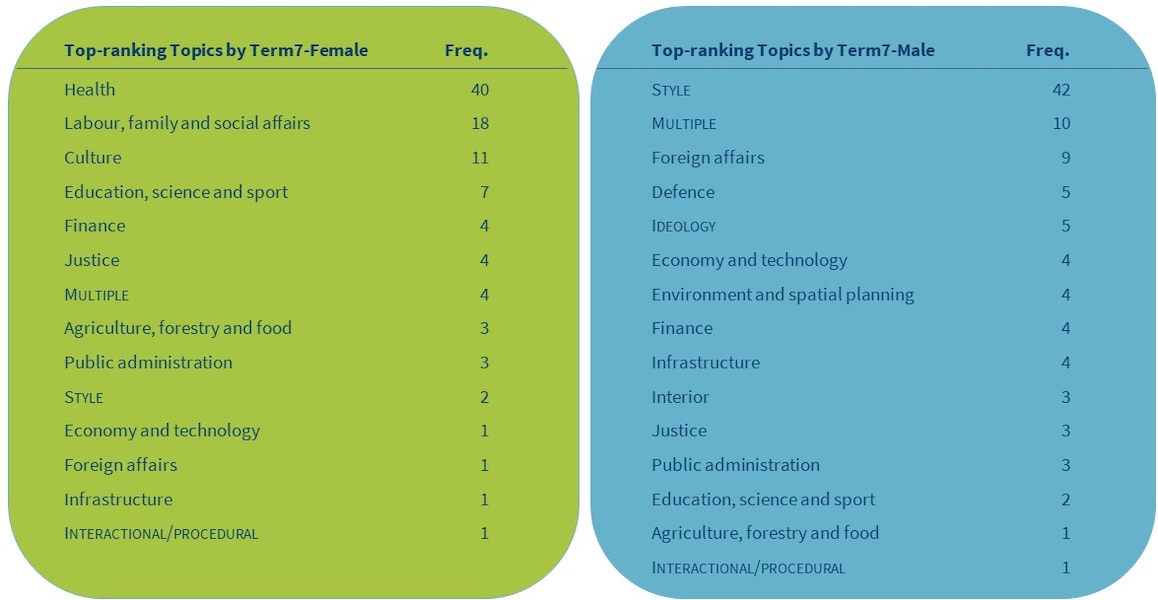 Top-ranking Topics by Term7-Female Freq.
Health 40
Labour, family and social affairs 18
Culture 11
Education, science and sport 7
Finance 4
Justice 4
MULTIPLE 4
Agriculture, forestry and food 3
Public administration 3
STYLE 2
Economy and technology 1
Foreign affairs 1
Infrastructure 1
INTERACTIONAL/PROCEDURAL 1
Top-ranking Topics by Term7-Male Freq.
STYLE 42
MULTIPLE 10
Foreign affairs 9
Defence 5
IDEOLOGY 5
Economy and technology 4
Environment and spatial planning 4
Finance 4
Infrastructure 4
Interior 3
Justice 3
Public administration 3
Education, science and sport 2
Agriculture, forestry and food 1
INTERACTIONAL/PROCEDURAL 1